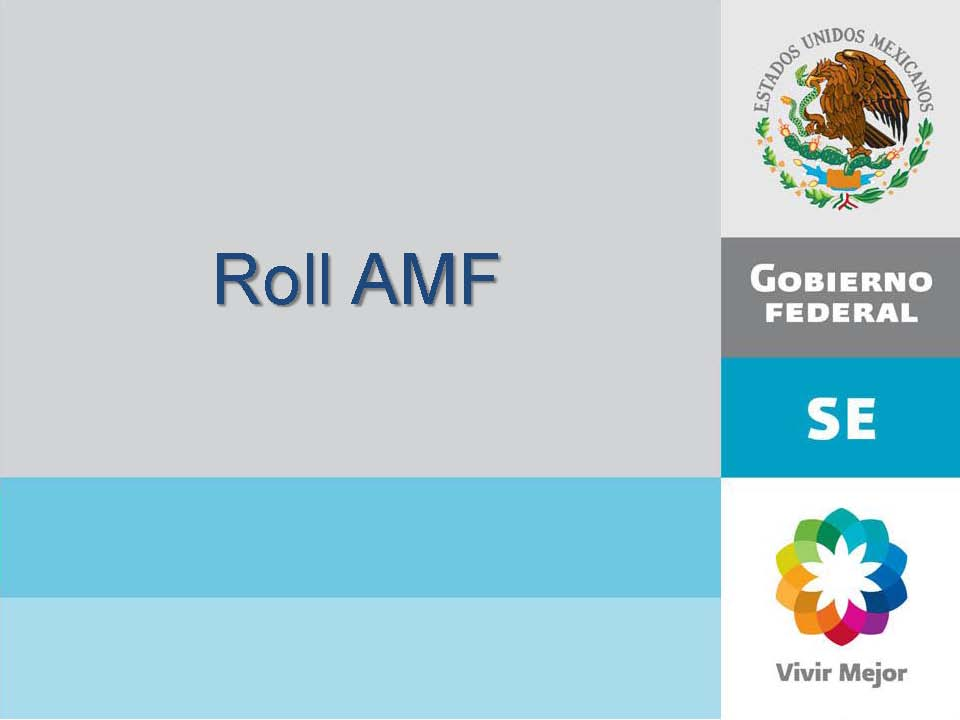 Roll AMF
ESTADOS UNIDOS MEXICANOS
GOBIERNO
FEDERAL
SE
Vivir Mejor